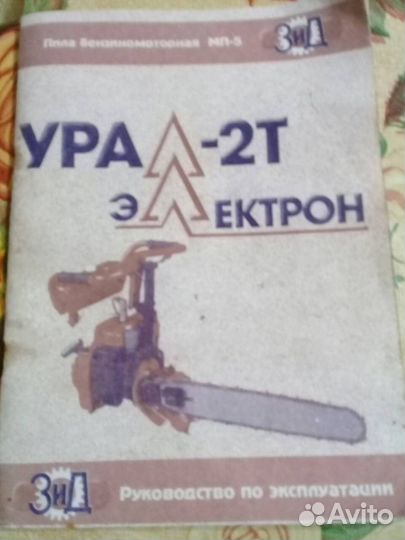 Пила бензиномоторная МП-5
ЗиД
УРАЛ-2Т
ЭЛЕКТРОН
ЗиД
Руководство по эксплуатации
Avito